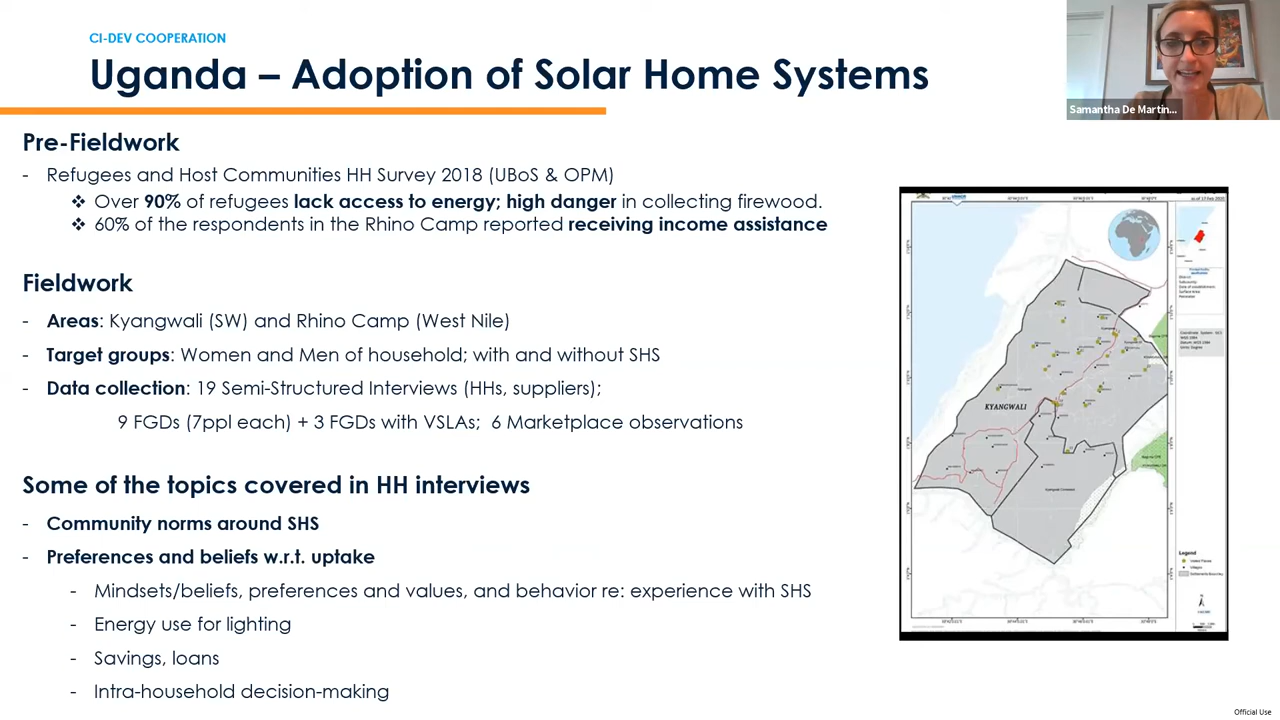 CI-DEV COOPERATION
Uganda – Adoption of Solar Home Systems
Samantha De Martin...
Pre-Fieldwork
- Refugees and Host Communities HH Survey 2018 (UBoS & OPM)
❖ Over 90% of refugees lack access to energy; high danger in collecting firewood.
❖ 60% of the respondents in the Rhino Camp reported receiving income assistance
Fieldwork
- Areas: Kyangwali (SW) and Rhino Camp (West Nile)
- Target groups: Women and Men of household; with and without SHS
- Data collection: 19 Semi-Structured Interviews (HHs, suppliers);
9 FGDs (7ppl each) + 3 FGDs with VSLAs; 6 Marketplace observations
Some of the topics covered in HH interviews
- Community norms around SHS
- Preferences and beliefs w.r.t. uptake
- Mindsets/beliefs, preferences and values, and behavior re: experience with SHS
- Energy use for lighting
- Savings, loans
- Intra-household decision-making
KYANGWALI
Legend
Official Use